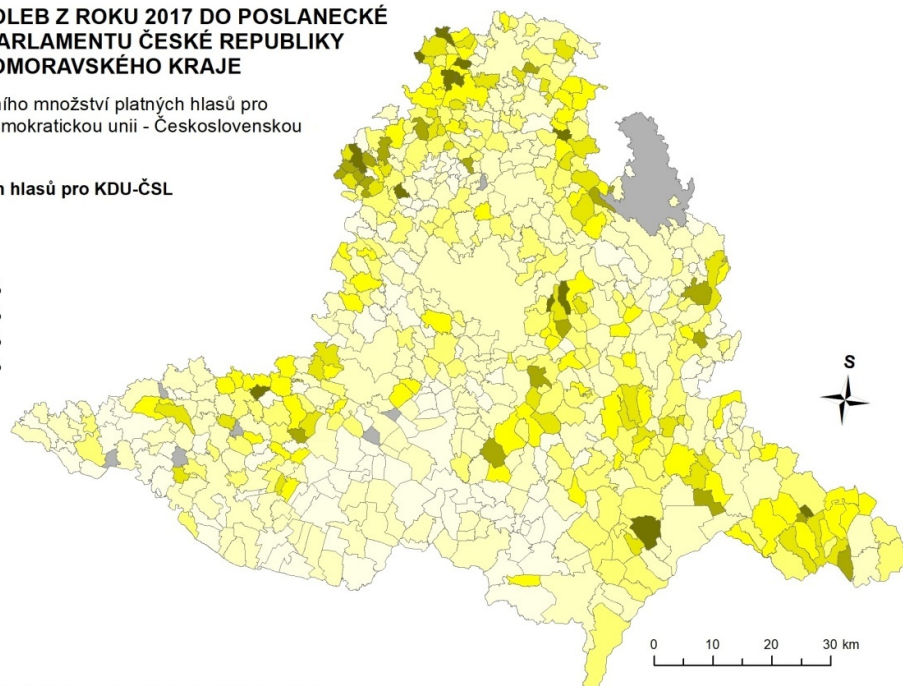 OLEB Z ROKU 2017 DO POSLANECKÉ
ARLAMENTU ČESKÉ REPUBLIKY
OMORAVSKÉHO KRAJE
ního množství platných hlasů pro
mokratickou unii - Československou
h hlasů pro KDU-ČSL
S
0 10 20 30 km